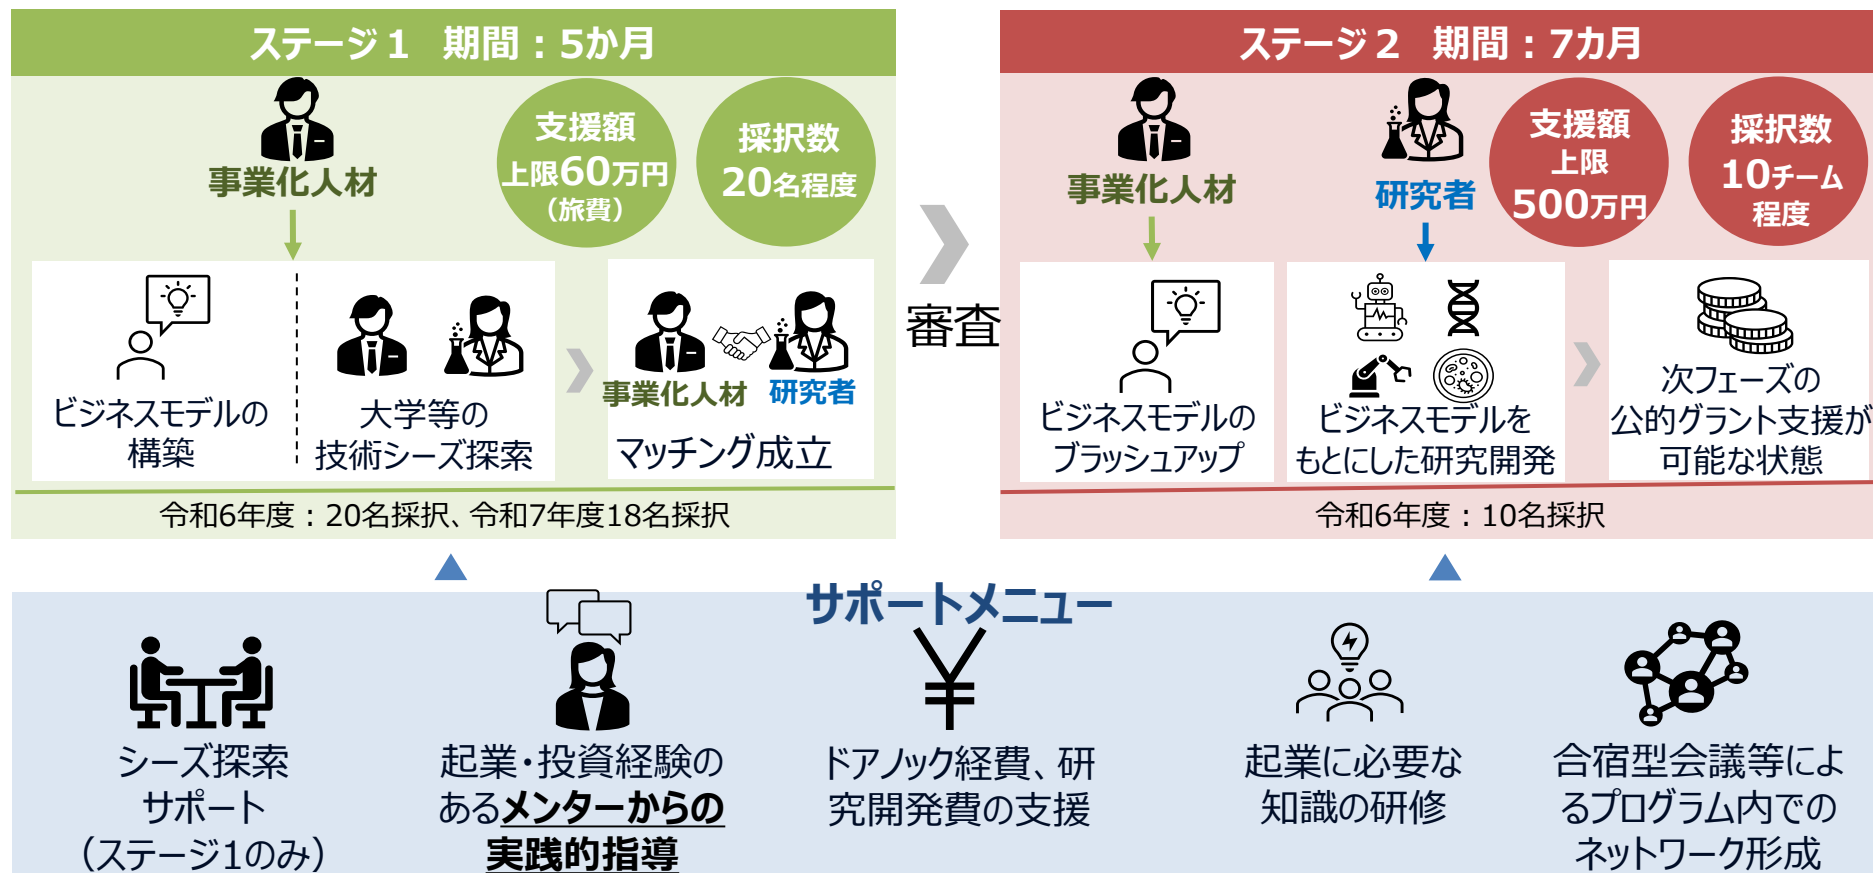 ステージ１ 期間：5か月
事業化人材
支援額
上限60万円
（旅費）
採択数
20名程度
ビジネスモデルの
構築
大学等の
技術シーズ探索
事業化人材
研究者
マッチング成立
令和6年度：20名採択、令和7年度18名採択
審査
ステージ２ 期間：7カ月
事業化人材
研究者
支援額
上限
500万円
採択数
10チーム
程度
ビジネスモデルの
ブラッシュアップ
ビジネスモデルを
もとにした研究開発
次フェーズの
公的グラント支援が
可能な状態
令和6年度：10名採択
サポートメニュー
シーズ探索
サポート
（ステージ1のみ）
起業・投資経験の
あるメンターからの
実践的指導
¥
ドアノック経費、研
究開発費の支援
起業に必要な
知識の研修
合宿型会議等によ
るプログラム内での
ネットワーク形成